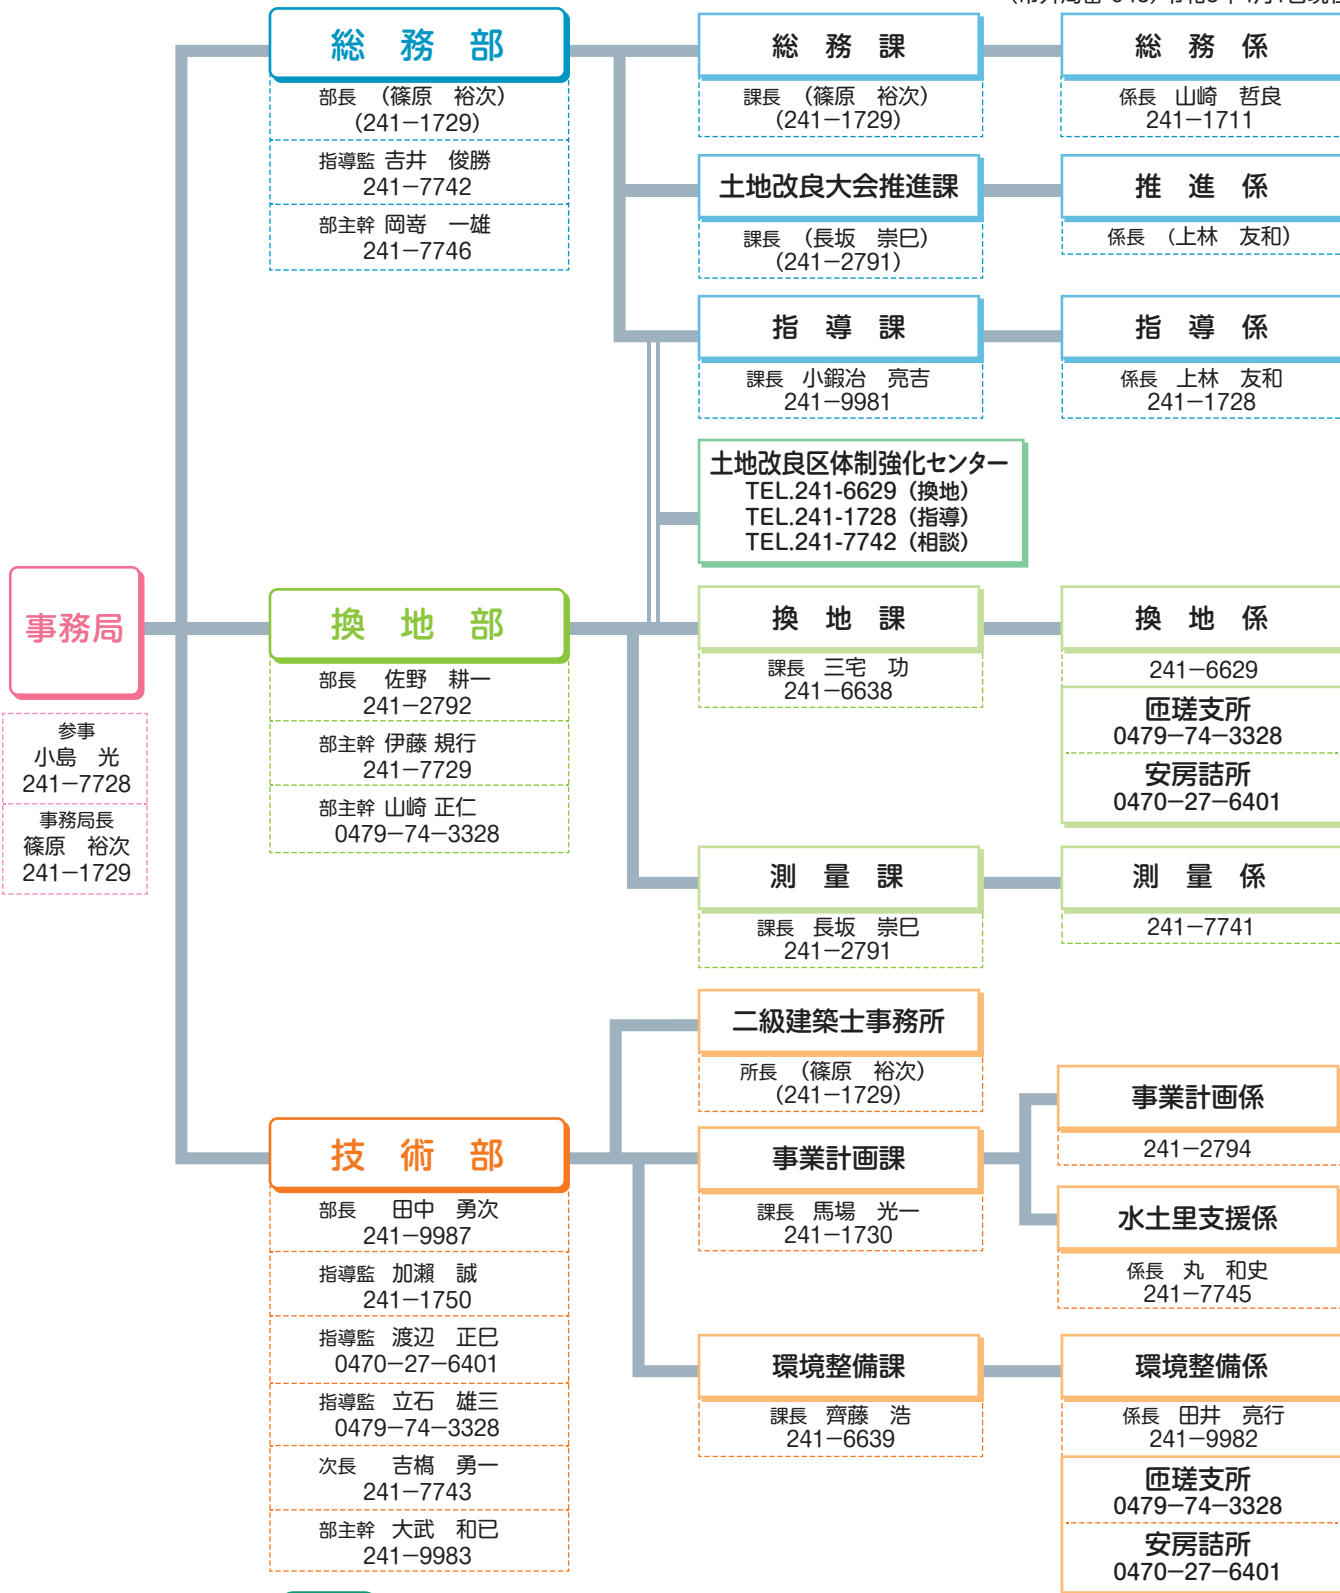 事務局
参事
小島 光
241-7728
事務局長
篠原 裕次
241-1729
総務部
部長 (篠原 裕次)
(241-1729)
指導監 吉井 俊勝
241-7742
部主幹 岡嵜 一雄
241-7746
総務課
課長 (篠原 裕次)
(241-1729)
総務係
係長 山崎 哲良
241-1711
土地改良大会推進課
課長 (長坂 崇巳)
(241-2791)
推進係
係長 (上林 友和)
指導課
課長 小鍜冶 亮吉
241-9981
指導係
係長 上林 友和
241-1728
土地改良区体制強化センター
TEL.241-6629 (換地)
TEL.241-1728 (指導)
TEL.241-7742 (相談)
換地部
部長 佐野 耕一
241-2792
部主幹 伊藤 規行
241-7729
部主幹 山崎 正仁
0479-74-3328
換地課
課長 三宅 功
241-6638
換地係
241-6629
匝瑳支所
0479-74-3328
安房詰所
0470-27-6401
測量課
課長 長坂 崇巳
241-2791
測量係
241-7741
技術部
部長 田中 勇次
241-9987
指導監 加瀬 誠
241-1750
指導監 渡辺 正巳
0470-27-6401
指導監 立石 雄三
0479-74-3328
次長 吉橋 勇一
241-7743
部主幹 大武 和巳
241-9983
二級建築士事務所
所長 (篠原 裕次)
(241-1729)
事業計画課
課長 馬場 光一
241-1730
事業計画係
241-2794
水土里支援係
係長 丸 和史
241-7745
環境整備課
課長 齊藤 浩
241-6639
環境整備係
係長 田井 亮行
241-9982
匝瑳支所
0479-74-3328
安房詰所
0470-27-6401